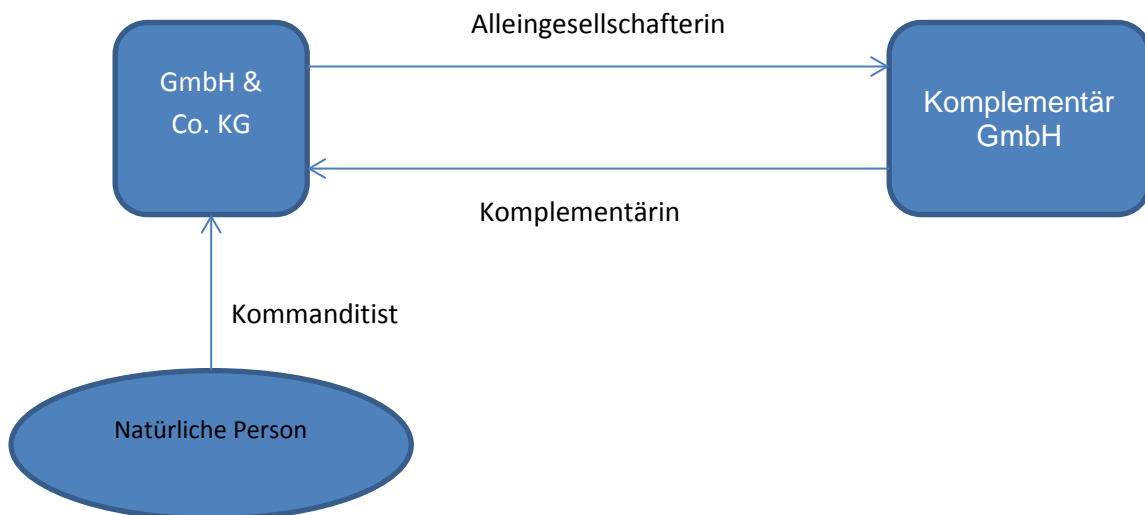 Alleingesellschafterin
GmbH &
Co. KG
Komplementär
GmbH
Komplementärin
Kommanditist
Natürliche Person